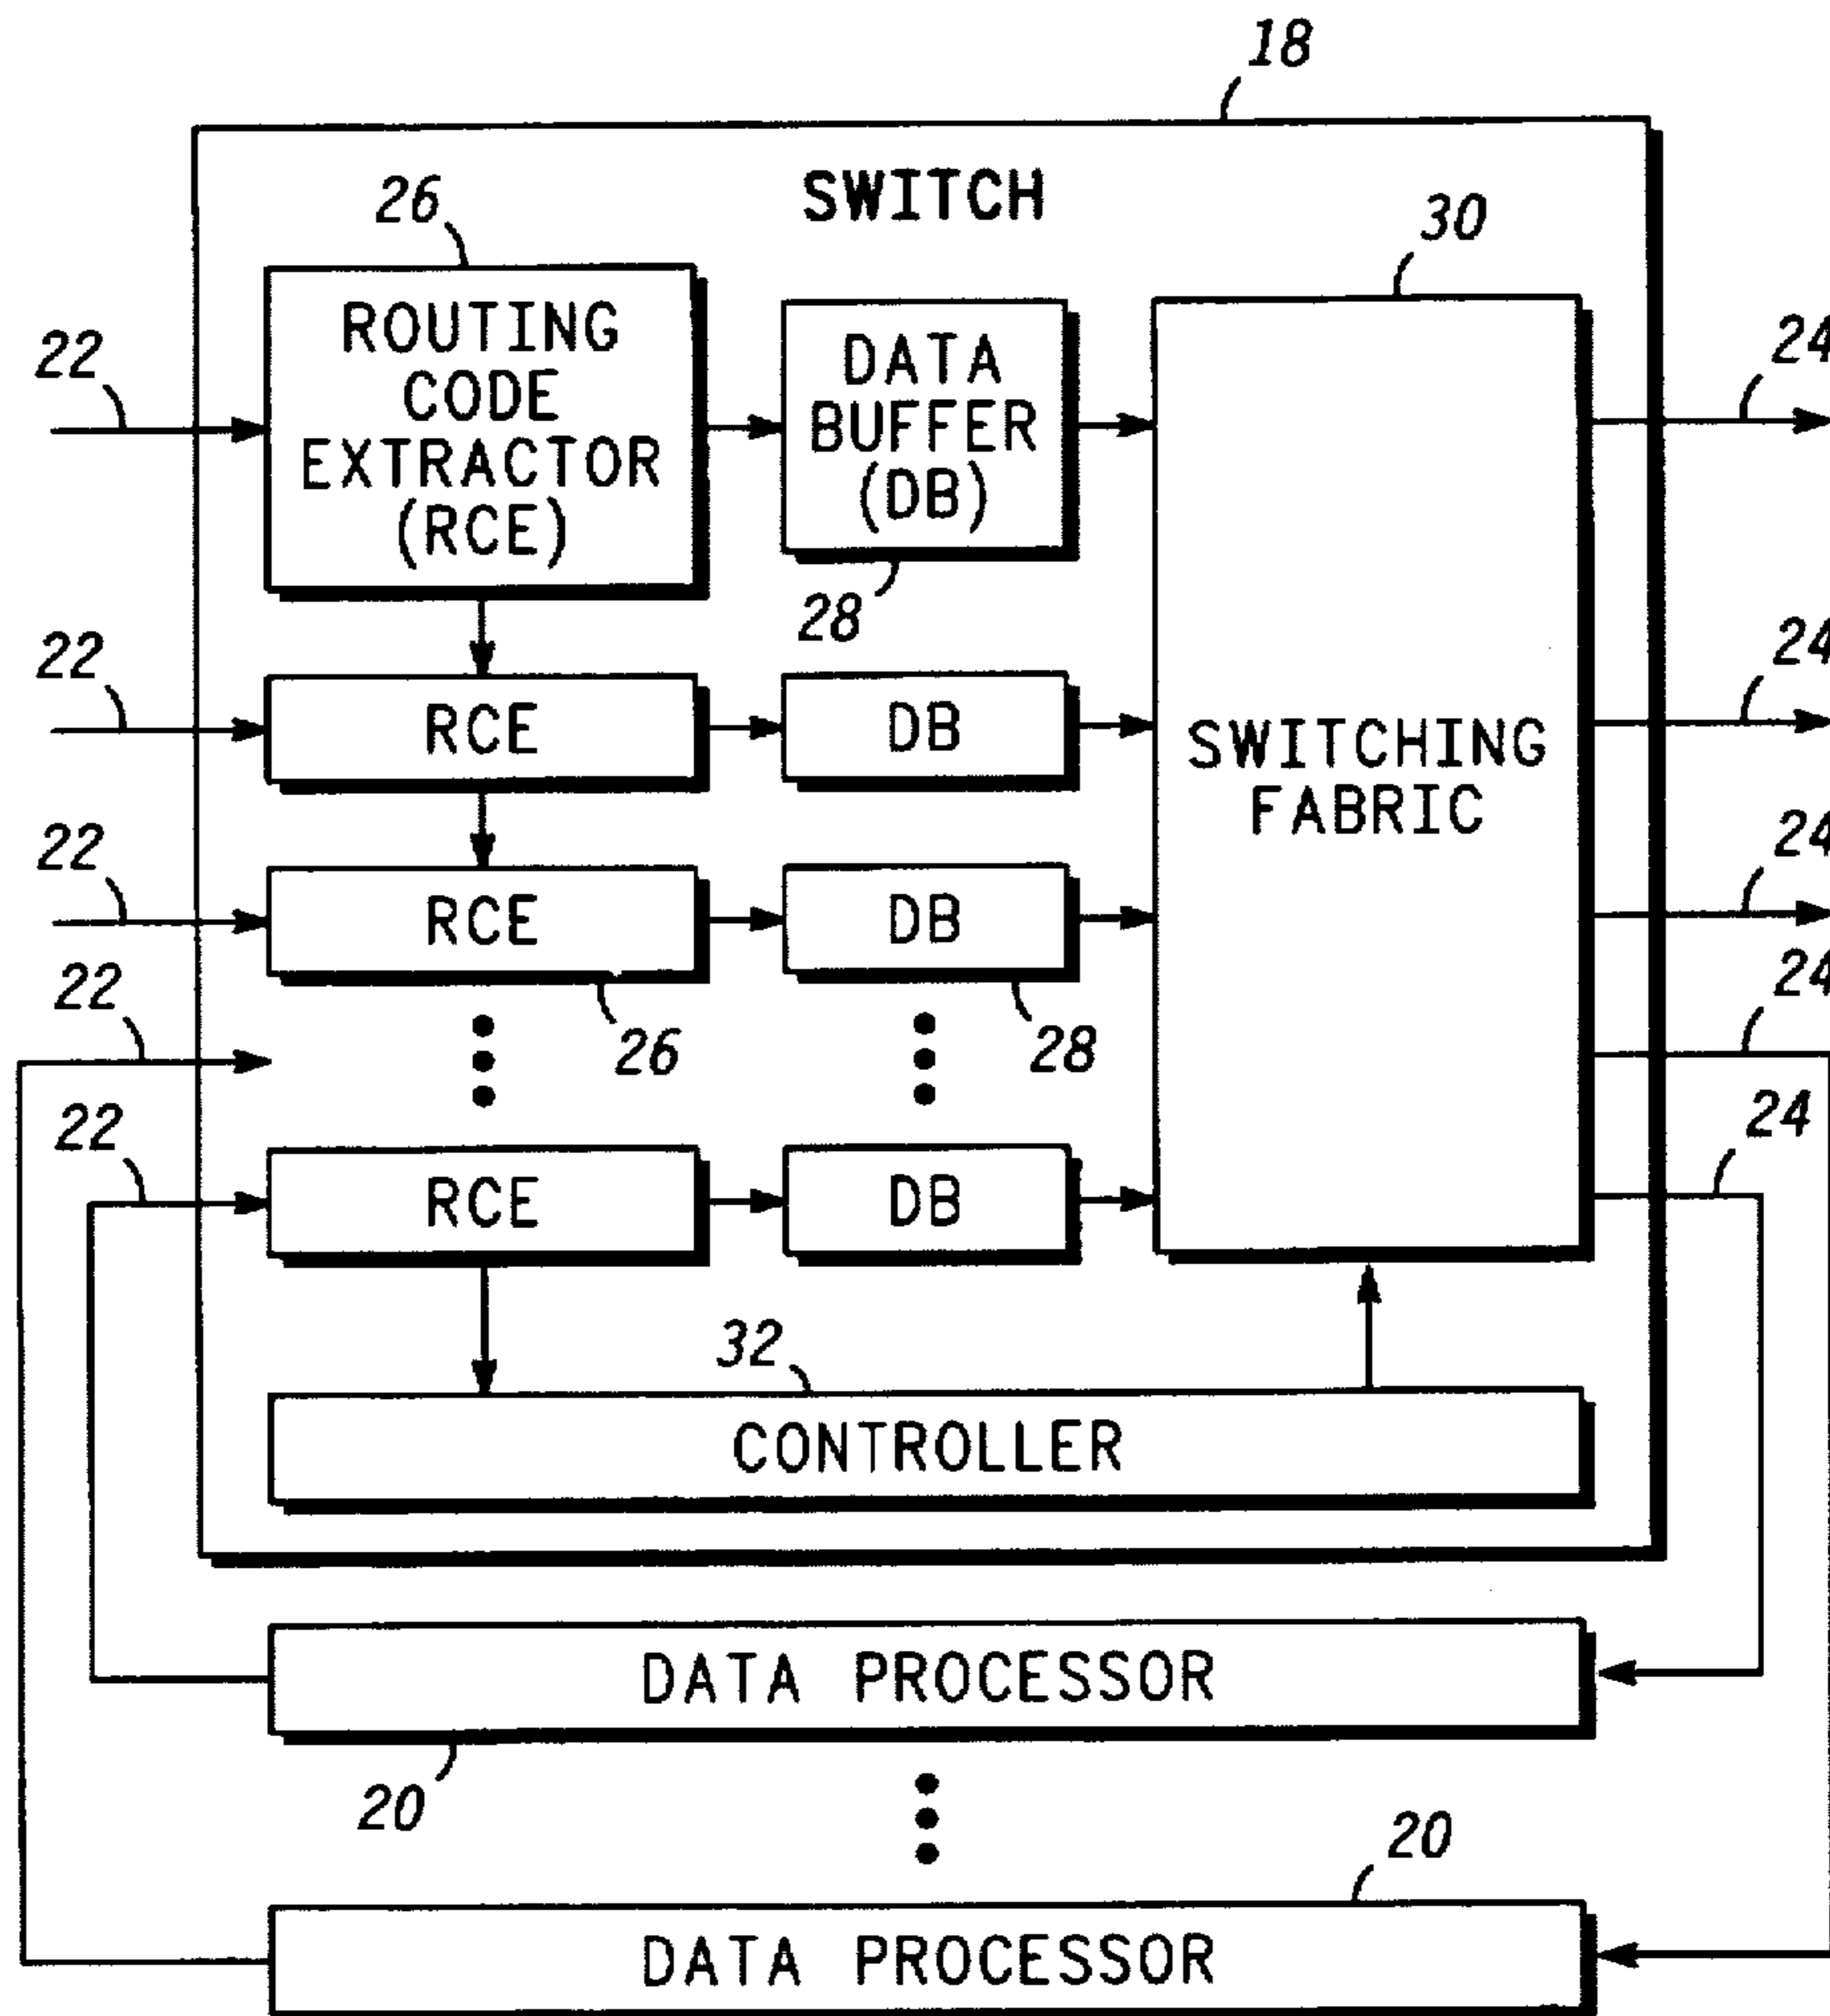 18
SWITCH
26
30
ROUTING
CODE
EXTRACTOR
(RCE)
DATA
BUFFER
(DB)
22
24
28
22
24
RCE
DB
SWITCHING
FABRIC
22
24
RCE
DB
22
24
26
28
22
24
RCE
DB
32
CONTROLLER
DATA PROCESSOR
20
20
DATA PROCESSOR